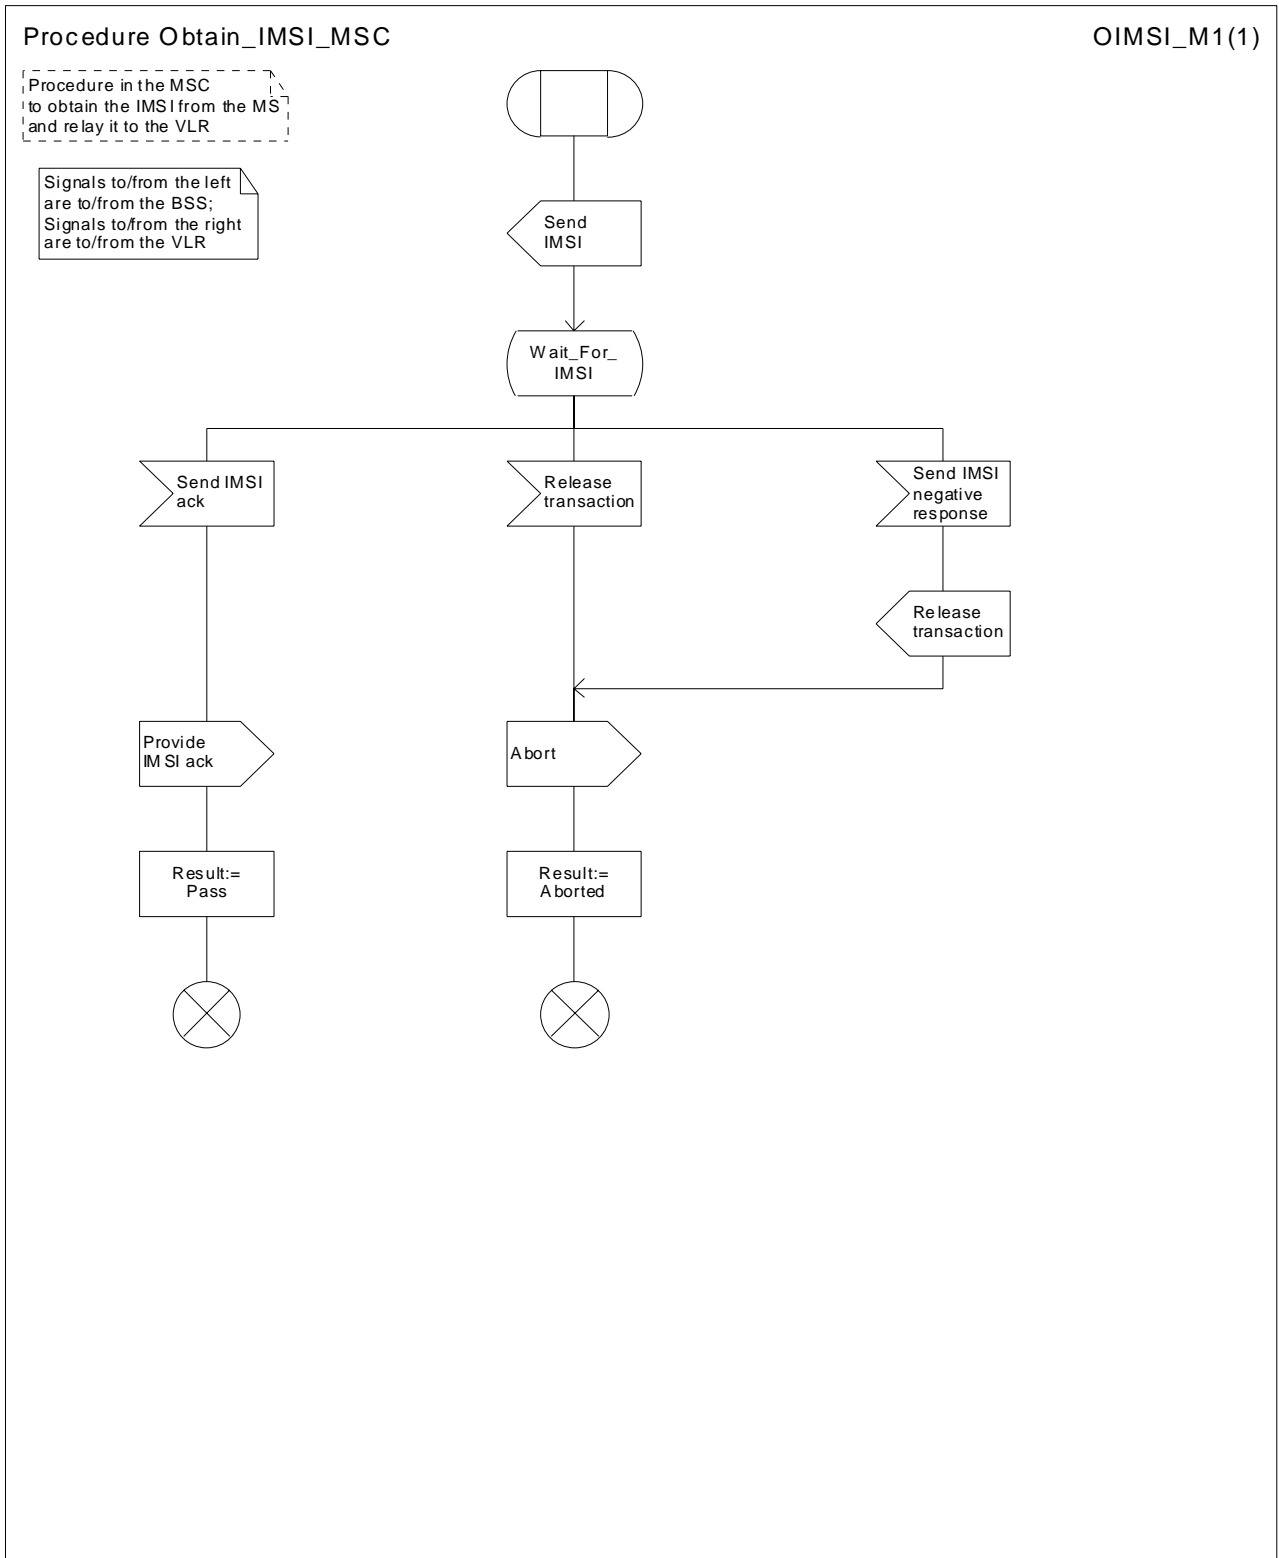 Procedure Obtain_IMSI_MSC
OIMSI_M1(1)
Procedure in the MSC
to obtain the IMSI from the MS
and relay it to the VLR
Signals to/from the left
are to/from the BSS;
Signals to/from the right
are to/from the VLR
Send
IMSI
Wait_For_
IMSI
Send IMSI
ack
Release
transaction
Send IMSI
negative
response
Release
transaction
Provide
IMSI ack
Abort
Result:=
Pass
Result:=
Aborted